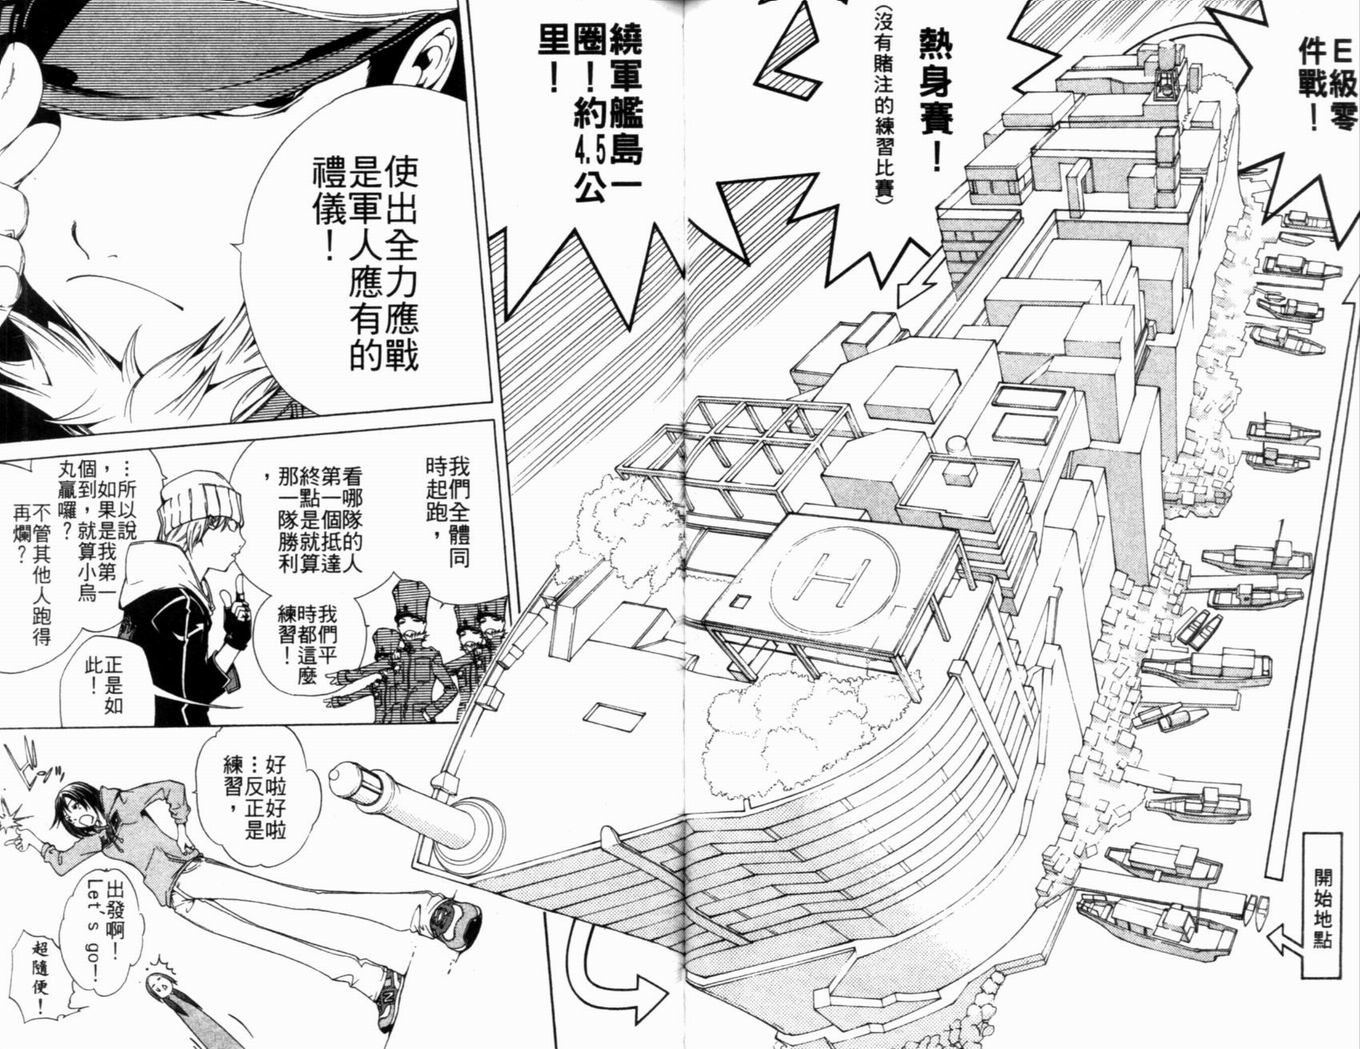 E級零
件戰！
熱身賽！
（沒有賭注的練習比賽）
繞軍艦島一
圈！約4.5公
里！
開始地點
使出全力應戰
是軍人應有的
禮儀！
我們全體同
時起跑，
看哪隊的人
第一個抵達
終點是就算
那一隊勝利
，
我們平
時都這麼
練習！
…所以說
，如果是我第一
個到，就算小烏
丸贏囉？
不管其他人跑得
再爛？
正是如
此！
好啦好啦
…反正是
練習，
出發啊！
Let's go—
超隨便！
H
N